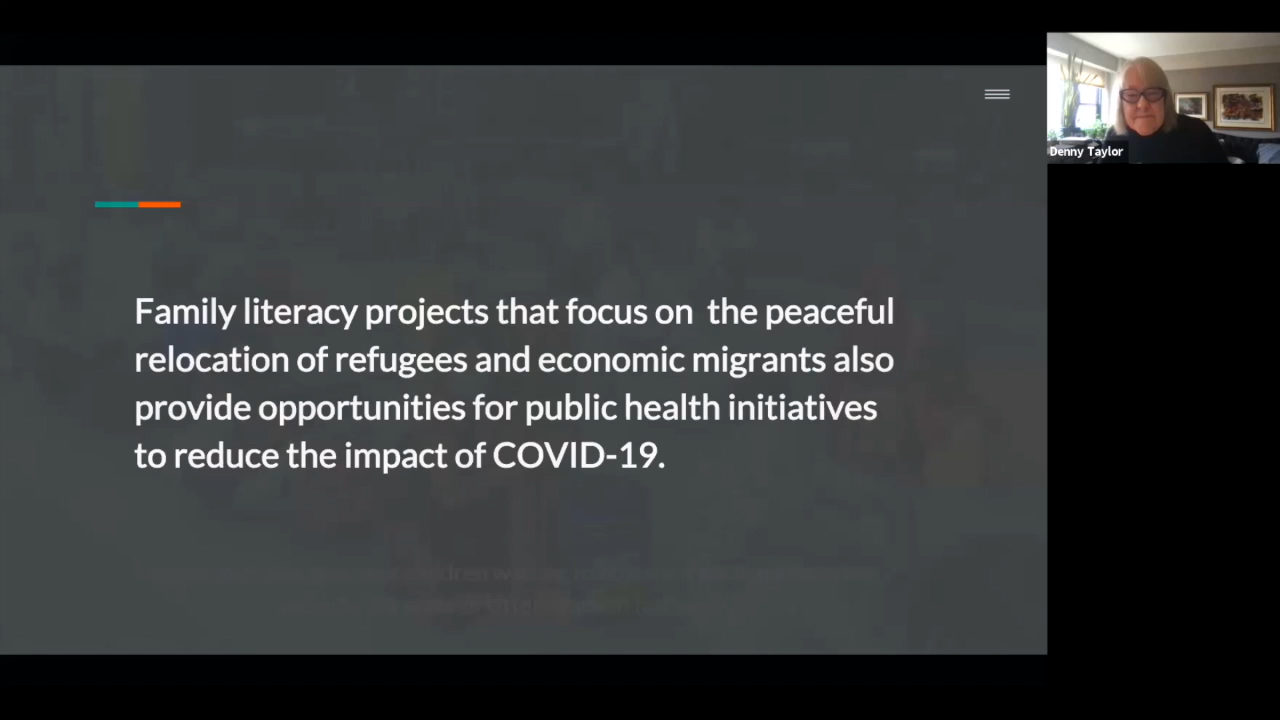 Family literacy projects that focus on  the peaceful
relocation of refugees and economic migrants also
provide opportunities for public health initiatives
to reduce the impact of COVID-19.
Denny Taylor